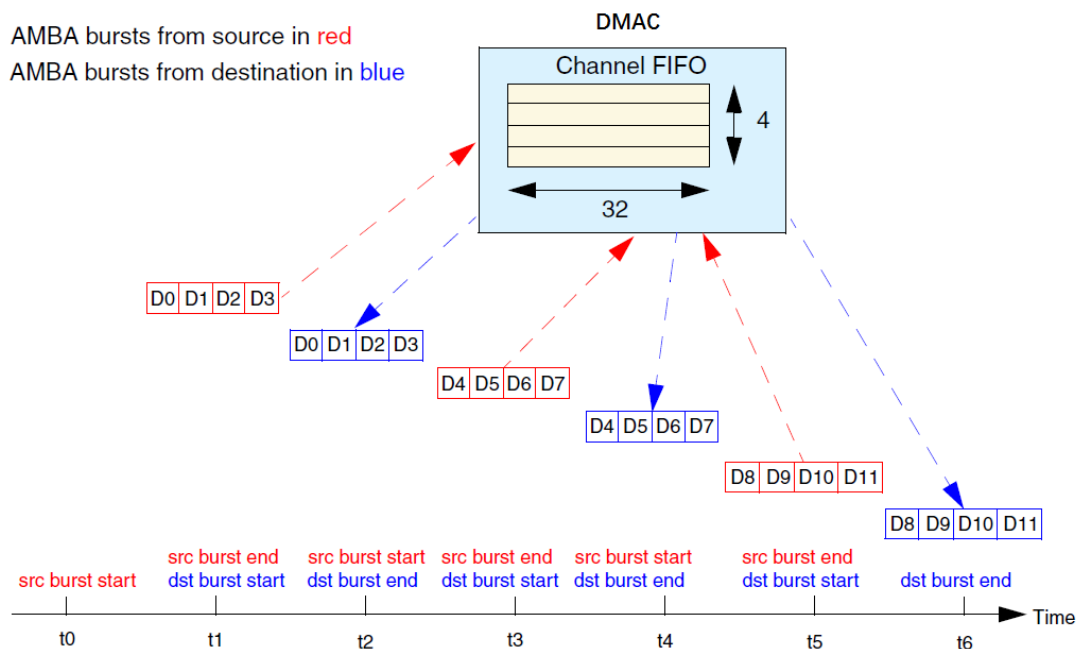 DMAC
AMBA bursts from source in red
AMBA bursts from destination in blue
Channel FIFO
4
32
D0 D1 D2 D3
D0 D1 D2 D3
D4 D5 D6 D7
D4 D5 D6 D7
D8 D9 D10 D11
D8 D9 D10 D11
src burst start
src burst end
dst burst start
src burst start
dst burst end
src burst end
dst burst start
src burst start
dst burst end
src burst end
dst burst start
dst burst end
Time
t0 t1 t2 t3 t4 t5 t6